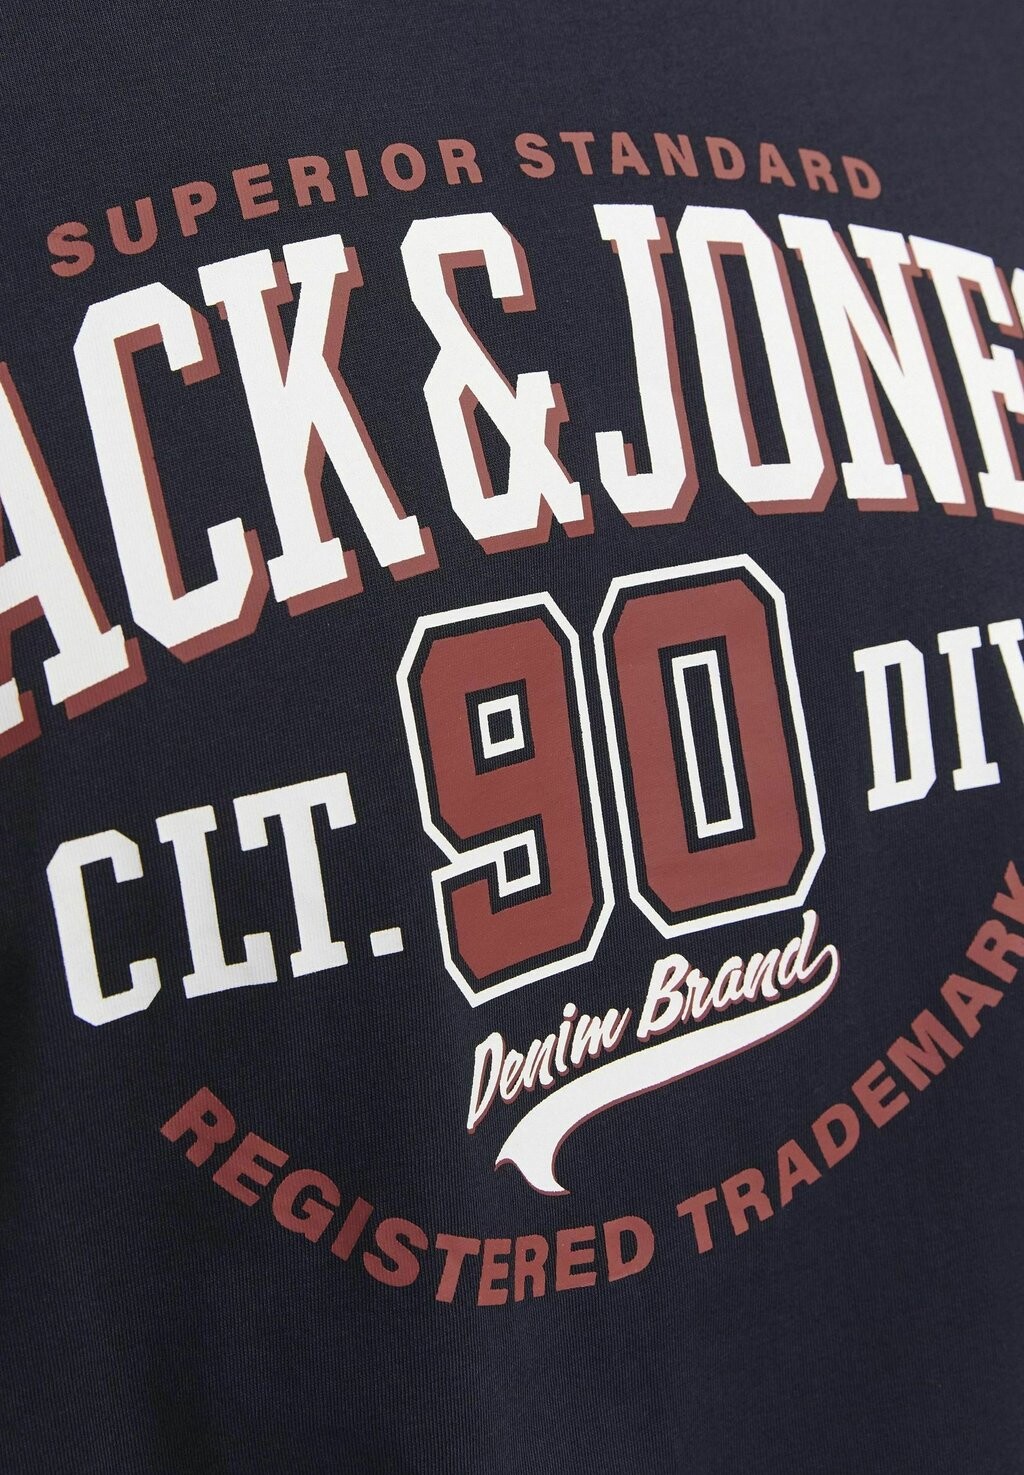 SUPERIOR STANDARD
ACK&JONES
CLT. 90 DIV
Denim Brand
REGISTERED TRADEMARK